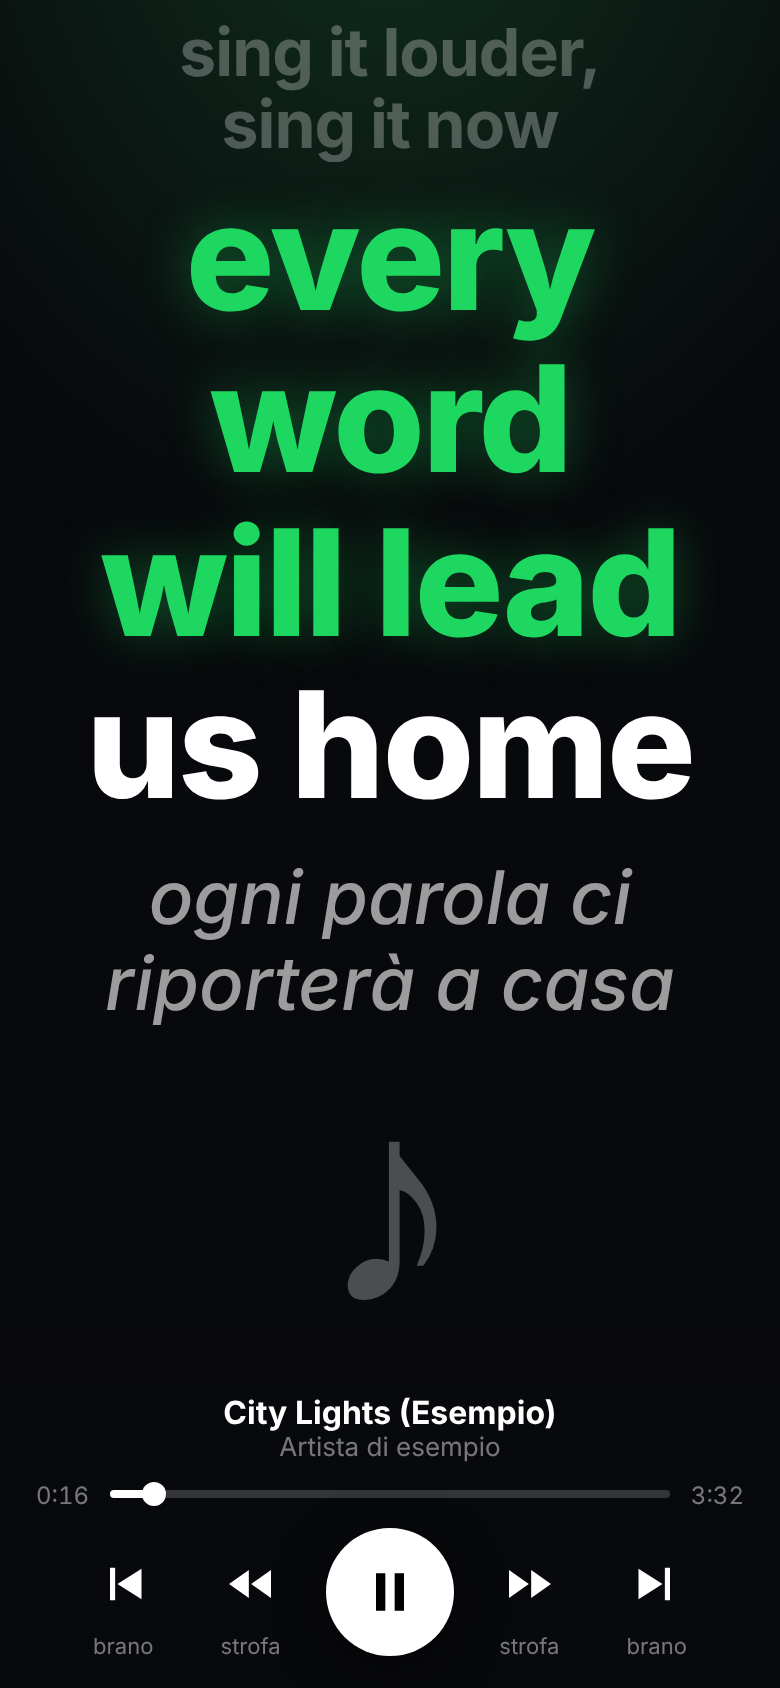 sing it louder,
sing it now
every
word
will lead
us home
ogni parola ci
riporterà a casa
City Lights (Esempio)
Artista di esempio
0:16
3:32
brano
strofa
strofa
brano